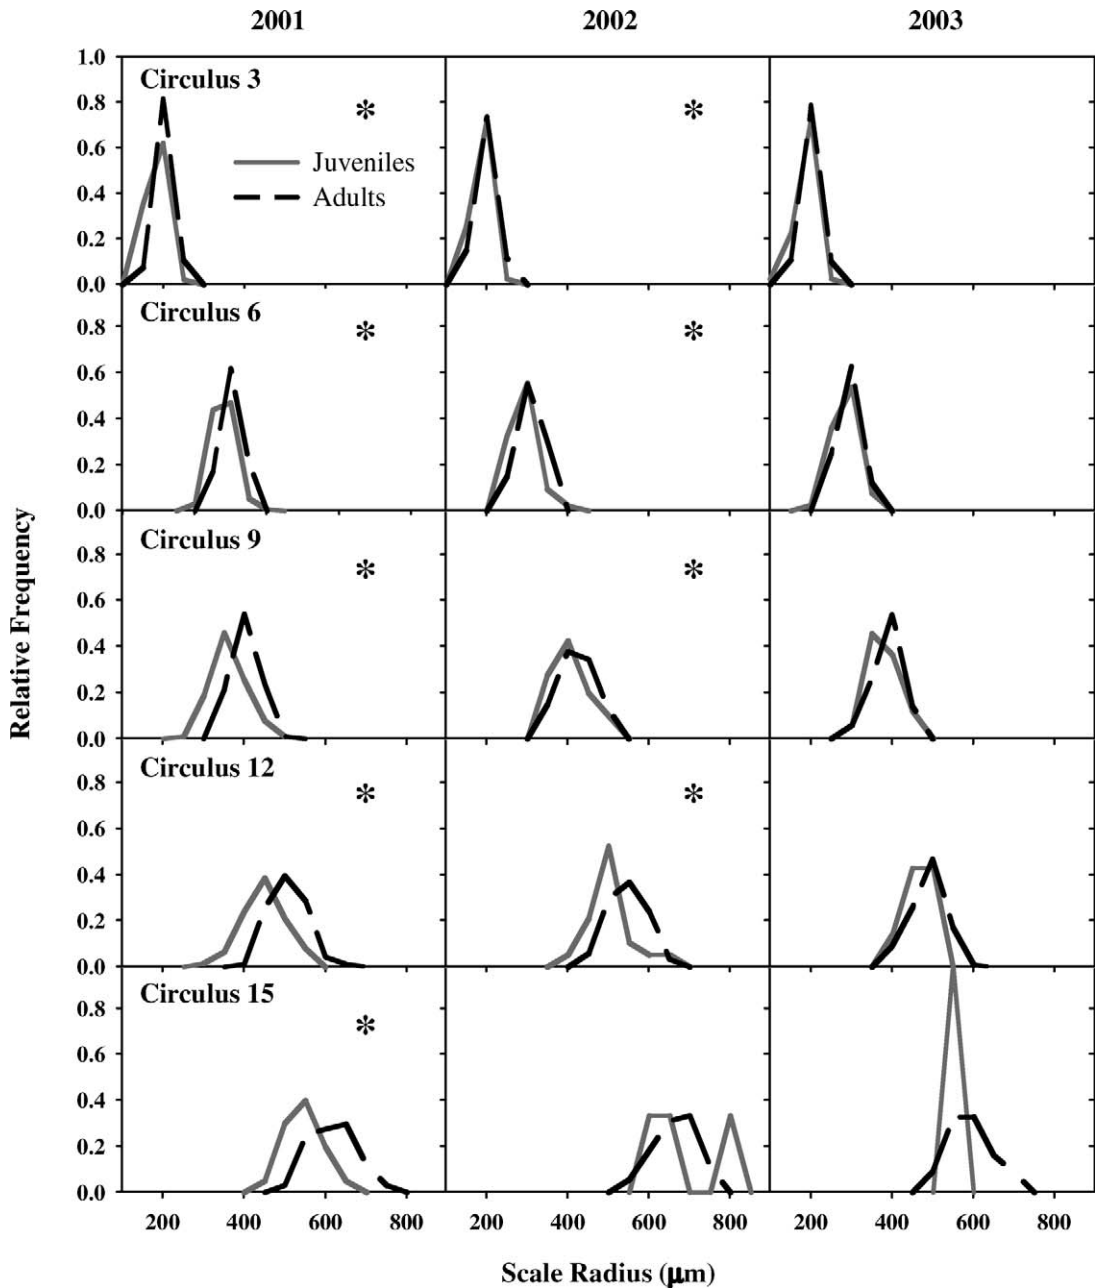 2001 2002 2003
1.0
Circulus 3
0.8 * *
Juveniles
0.6
Adults
0.4
0.2
0.0
Circulus 6
0.8 * *
0.6
0.4
0.2
0.0
Circulus 9
0.8 * *
0.6
0.4
0.2
0.0
Circulus 12
0.8 * *
0.6
0.4
0.2
0.0
Circulus 15
0.8 *
0.6
0.4
0.2
0.0
200 400 600 800 200 400 600 800 200 400 600 800
Relative Frequency
Scale Radius (μm)